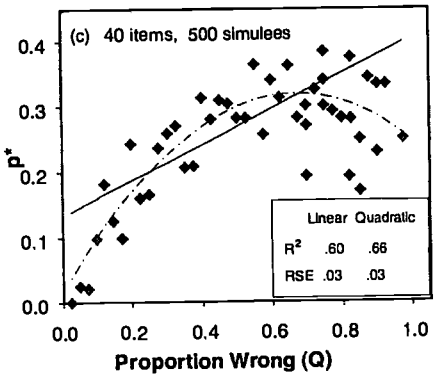 (c) 40 items, 500 simulees
0.4
0.3
0.2
0.1
0.0
p*
Linear Quadratic
R² .60 .66
RSE .03 .03
0.0 0.2 0.4 0.6 0.8 1.0
Proportion Wrong (Q)